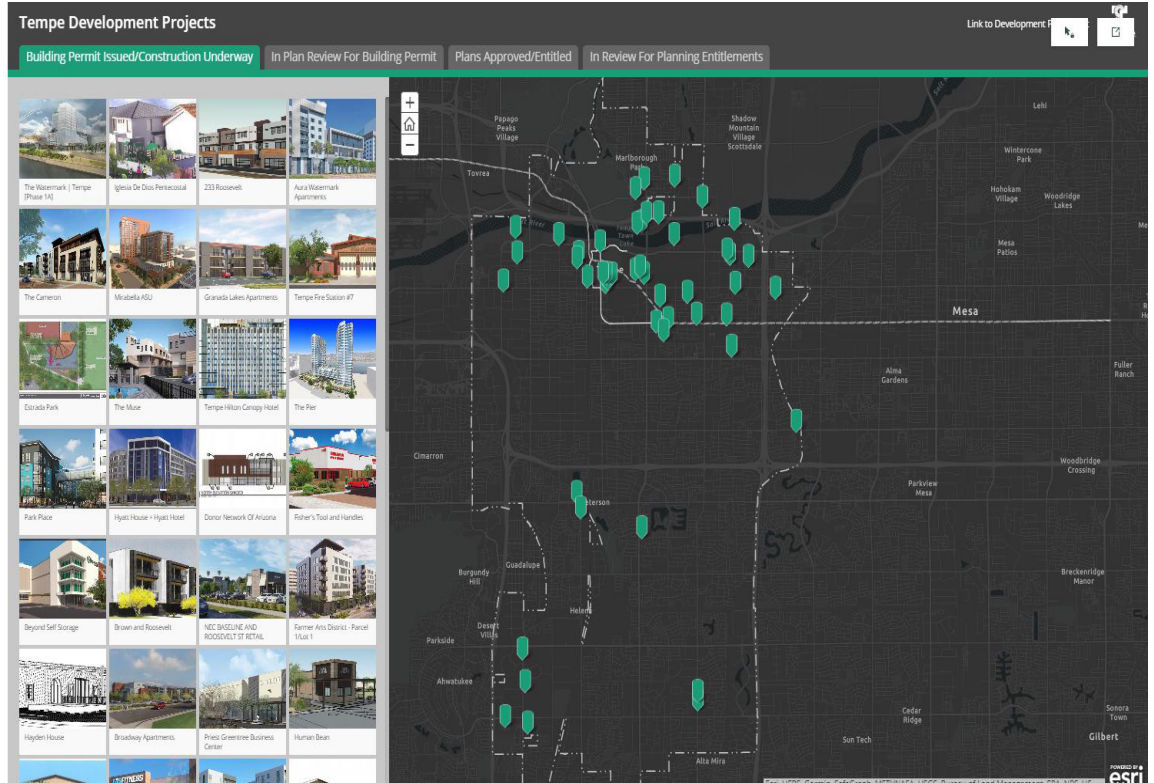 Tempe Development Projects
Link to Development
Building Permit Issued/Construction Underway
In Plan Review For Building Permit
Plans Approved/Entitled
In Review For Planning Entitlements
The Watermark | Tempe
[Phase 1A]
Iglesia De Dios Pentecostal
233 Roosevelt
Aura Watermark
Apartments
The Cameron
Mirabella ASU
Granada Lakes Apartments
Tempe Fire Station #7
Estrada Park
The Muse
Tempe Hilton Canopy Hotel
The Pier
Park Place
Hyatt House + Hyatt Hotel
Donor Network Of Arizona
Fisher's Tool and Handles
Beyond Self Storage
Brown and Roosevelt
NEC BASELINE AND
ROOSEVELT ST RETAIL
Farmer Arts District - Parcel
1/Lot 1
Hayden House
Broadway Apartments
Priest Greentree Business
Center
Human Bean
+
−
Papago
Peaks
Village
Shadow
Mountain
Village
Scottsdale
Lehi
Wintercone
Park
Marlborough
Tovrea
Hohokam
Village
Woodridge
Lakes
River
Town
Lake
Mesa
Patios
Mesa
Alma
Gardens
Fuller
Ranch
Cimarron
Woodbridge
Crossing
Parkview
Mesa
Guadalupe
Burgundy
Hill
Breckenridge
Manor
Desert
Parkside
Ahwatukee
Cedar
Ridge
Sonora
Town
Sun Tech
Gilbert
Alta Mira
POWERED BY
esri